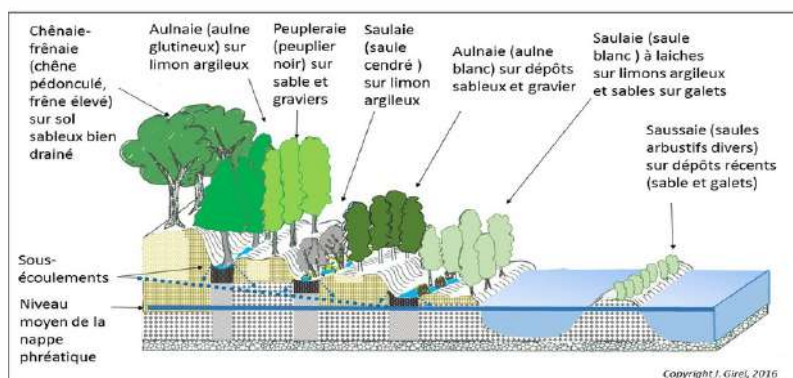 Chênaie-
frênaie
(chêne
pédonculé,
frêne élevé)
sur sol
sableux bien
drainé
Aulnaie (aulne
glutineux) sur
limon argileux
Peupleraie
(peuplier
noir) sur
sable et
graviers
Saulaie
(saule
cendré )
sur limon
argileux
Aulnaie (aulne
blanc) sur dépôts
sableux et gravier
Saulaie (saule
blanc ) à laiches
sur limons argileux
et sables sur galets
Saussaie (saules
arbustifs divers)
sur dépôts récents
(sable et galets)
Sous-
écoulements
Niveau
moyen de la
nappe
phréatique
Copyright J. Girel, 2016